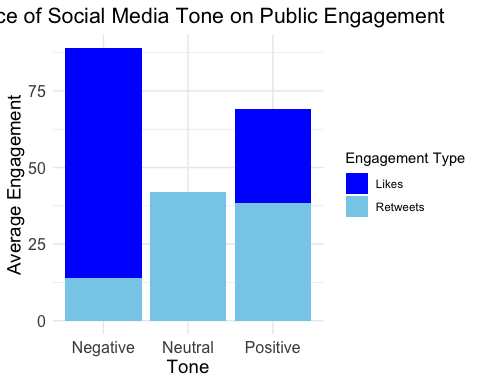 ce of Social Media Tone on Public Engagement
Average Engagement
75
50
25
0
Negative Neutral Positive
Tone
Engagement Type
Likes
Retweets